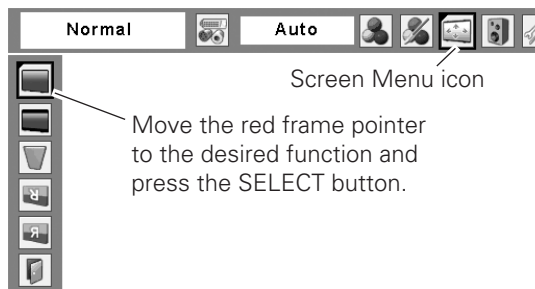 Normal Auto
Screen Menu icon
Move the red frame pointer
to the desired function and
press the SELECT button.